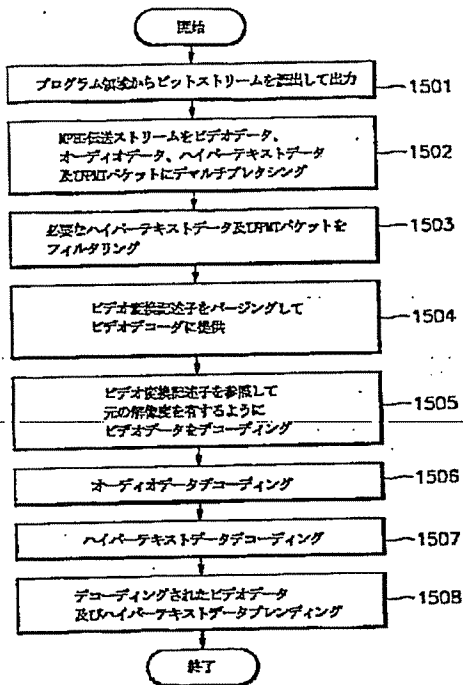 開始
プログラム領域からビットストリームを読出して出力
1501
MPEG伝送ストリームをビデオデータ、
オーディオデータ、ハイパーテキストデータ
及びPMTパケットにデマルチプレクシング
1502
必要なハイパーテキストデータ及びPMTパケットを
フィルタリング
1503
ビデオ変換記述子をパージングして
ビデオデコーダに提供
1504
ビデオ変換記述子を参照して
元の解像度を有するように
ビデオデータをデコーディング
1505
オーディオデータデコーディング
1506
ハイパーテキストデータデコーディング
1507
デコーディングされたビデオデータ
及びハイパーテキストデータブレンディング
1508
終了